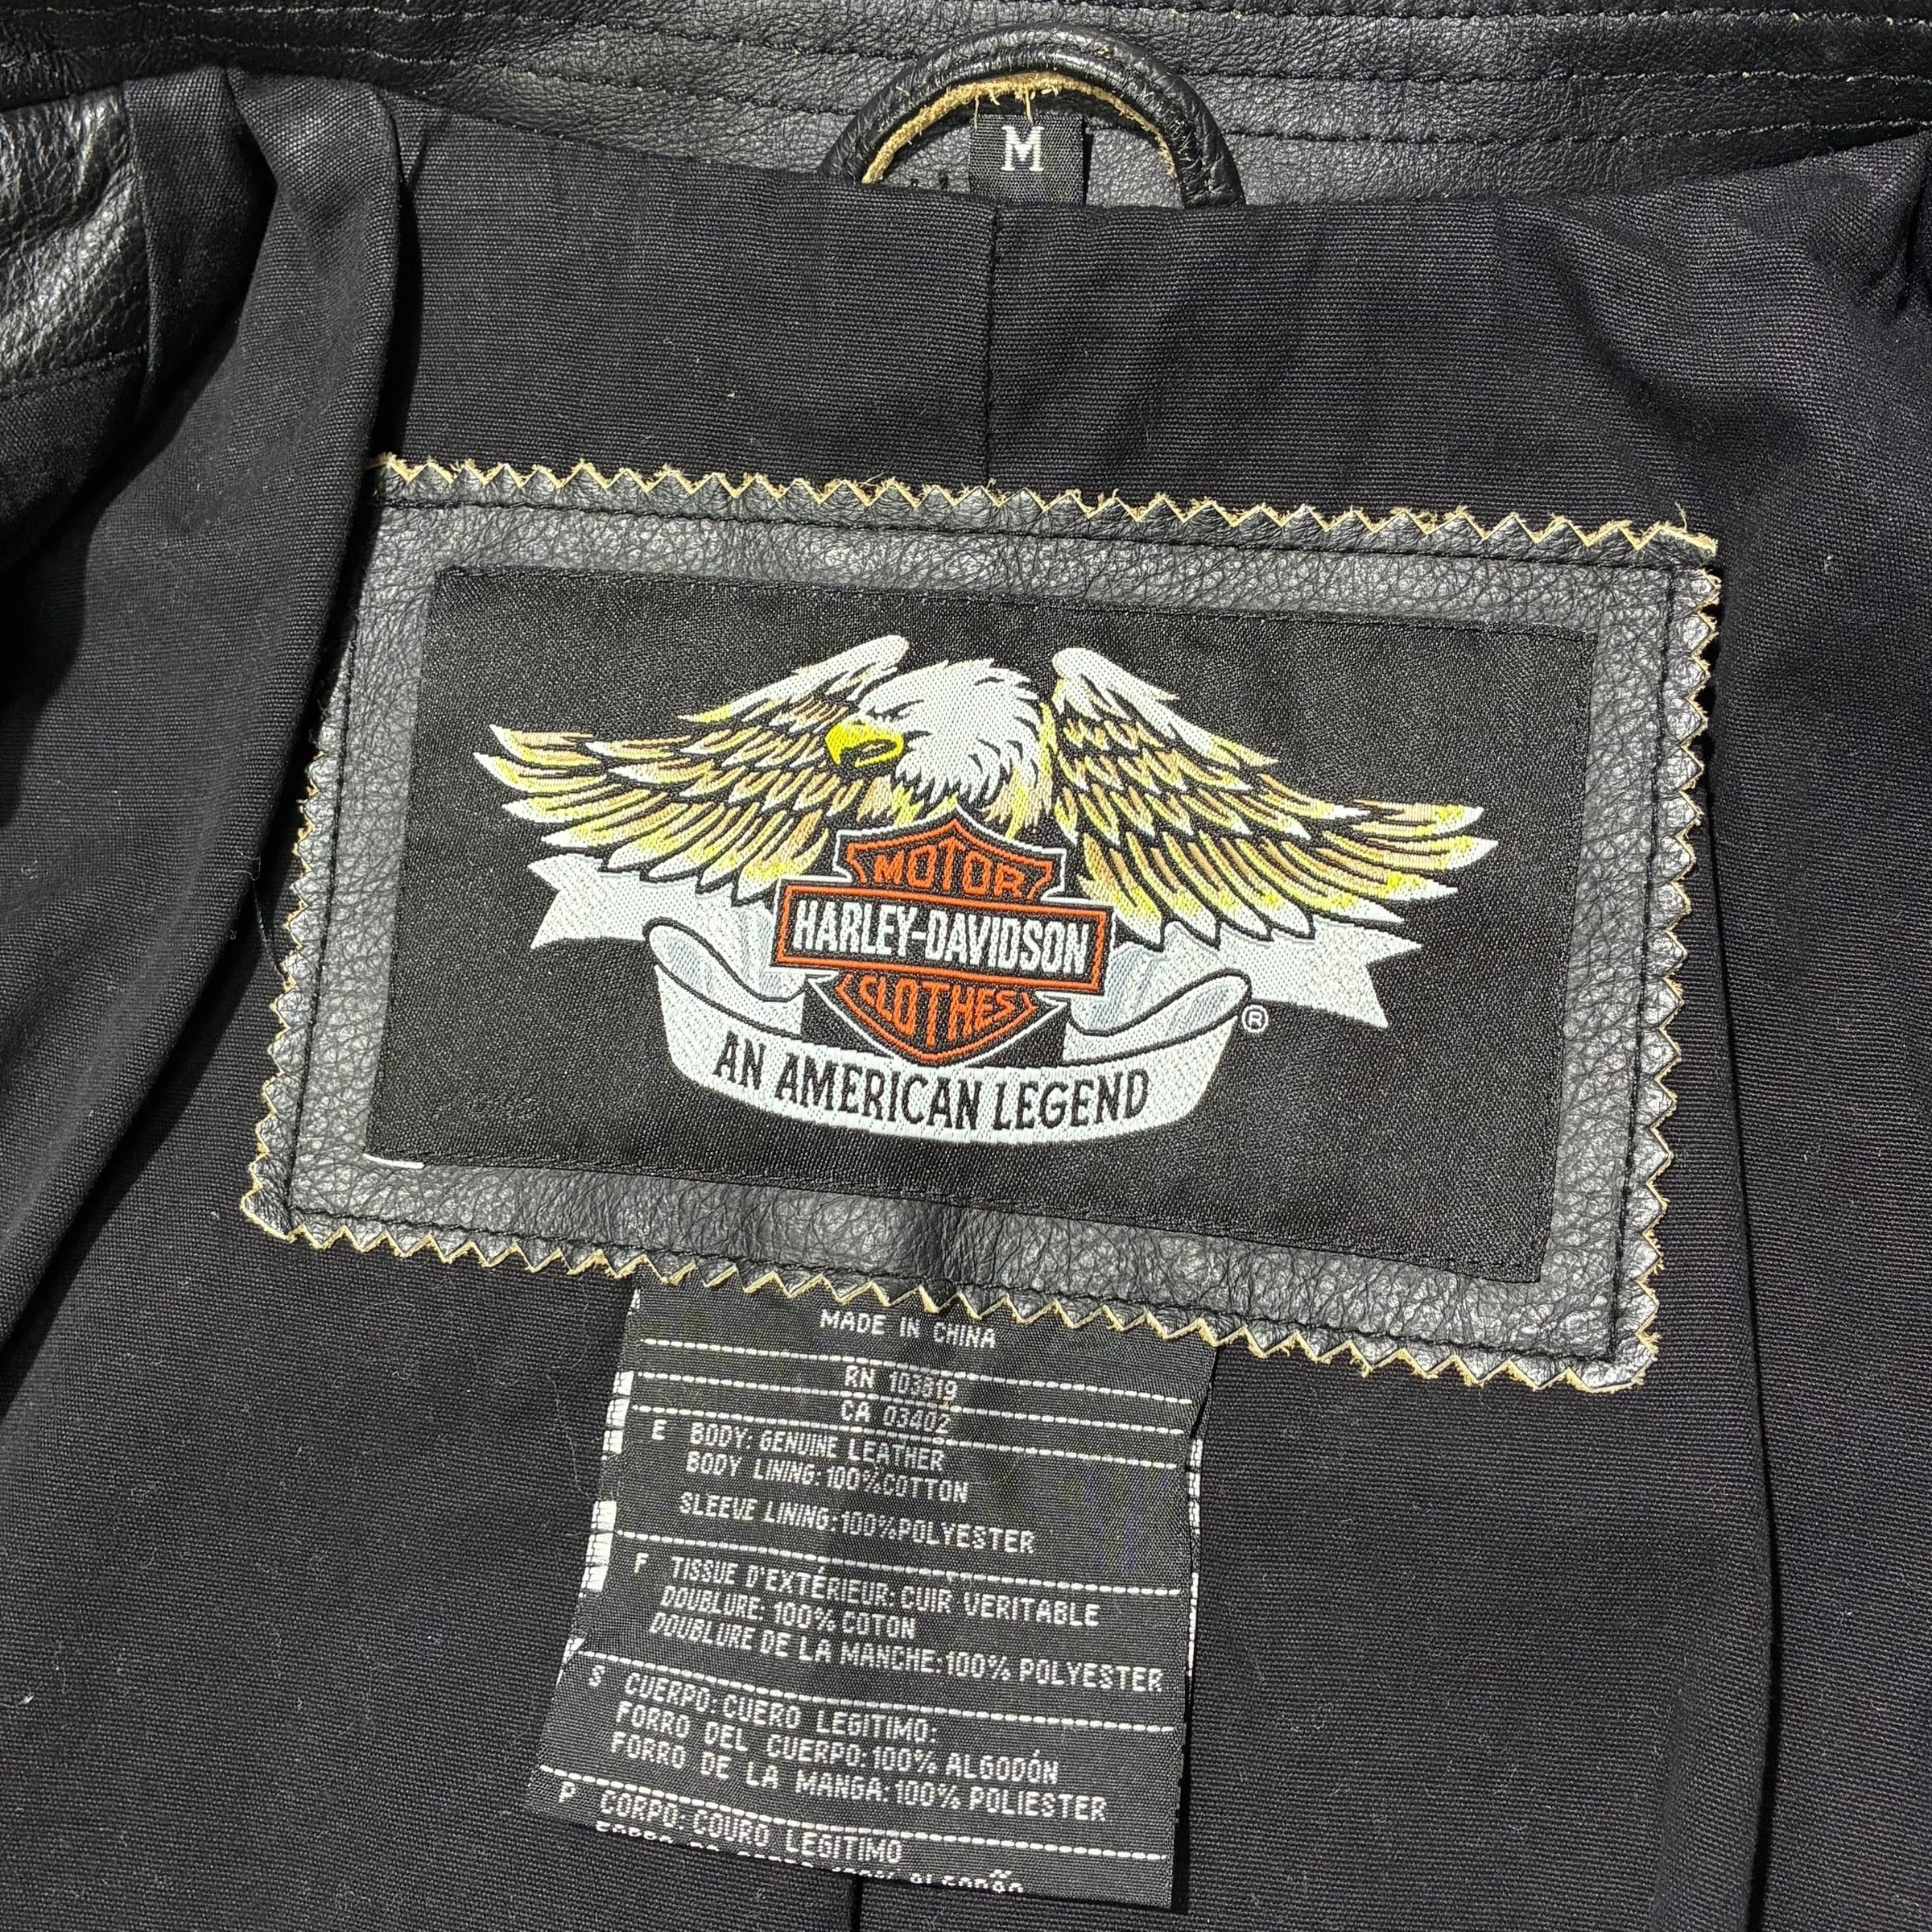 M
MOTOR
HARLEY-DAVIDSON
CLOTHES
®
AN AMERICAN LEGEND
MADE IN CHINA
RN 103819
CA 03402
E BODY: GENUINE LEATHER
BODY LINING:100%COTTON
SLEEVE LINING:100%POLYESTER
F TISSUE D'EXTÉRIEUR:CUIR VERITABLE
DOUBLURE:100% COTON
DOUBLURE DE LA MANCHE:100% POLYESTER
S CUERPO:CUERO LEGITIMO:
FORRO DEL CUERPO:100% ALGODÓN
FORRO DE LA MANGA:100% POLIESTER
P CORPO:COURO LEGITIMO